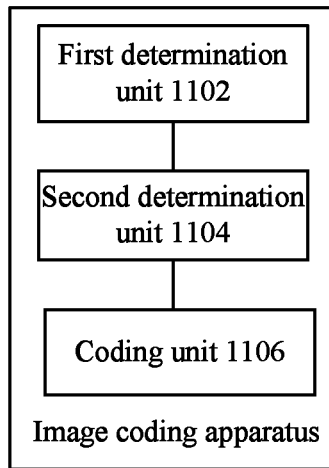 First determination
unit 1102
Second determination
unit 1104
Coding unit 1106
Image coding apparatus